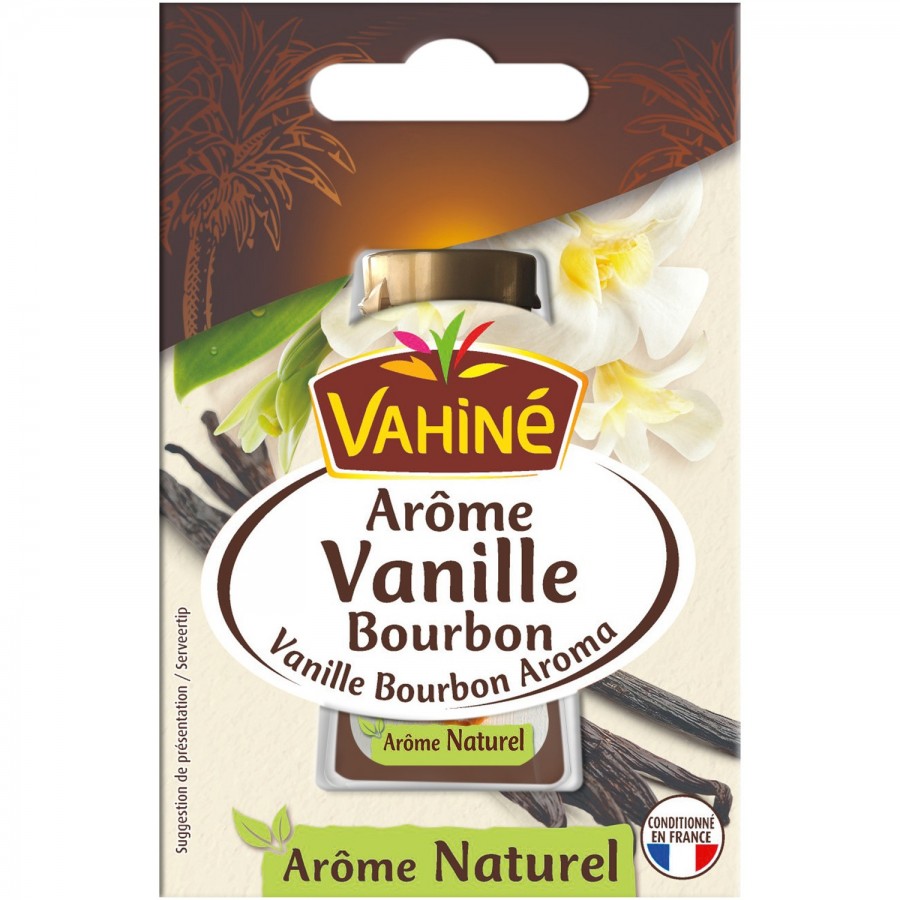 VAHiNé
Arôme
Vanille
Bourbon
Vanille Bourbon Aroma
Arôme Naturel
Suggestion de présentation / Serveertip
CONDITIONNÉ
EN FRANCE
Arôme Naturel